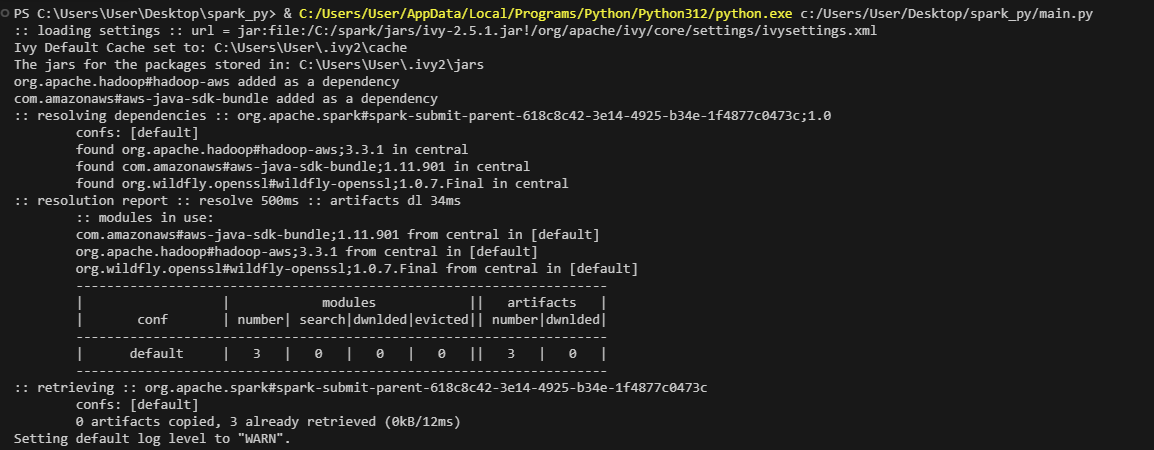 PS C:\Users\User\Desktop\spark_py> & C:/Users/User/AppData/Local/Programs/Python/Python312/python.exe c:/Users/User/Desktop/spark_py/main.py
:: loading settings :: url = jar:file:/C:/spark/jars/ivy-2.5.1.jar!/org/apache/ivy/core/settings/ivysettings.xml
Ivy Default Cache set to: C:\Users\User\.ivy2\cache
The jars for the packages stored in: C:\Users\User\.ivy2\jars
org.apache.hadoop#hadoop-aws added as a dependency
com.amazonaws#aws-java-sdk-bundle added as a dependency
:: resolving dependencies :: org.apache.spark#spark-submit-parent-618c8c42-3e14-4925-b34e-1f4877c0473c;1.0
        confs: [default]
        found org.apache.hadoop#hadoop-aws;3.3.1 in central
        found com.amazonaws#aws-java-sdk-bundle;1.11.901 in central
        found org.wildfly.openssl#wildfly-openssl;1.0.7.Final in central
:: resolution report :: resolve 500ms :: artifacts dl 34ms
        :: modules in use:
        com.amazonaws#aws-java-sdk-bundle;1.11.901 from central in [default]
        org.apache.hadoop#hadoop-aws;3.3.1 from central in [default]
        org.wildfly.openssl#wildfly-openssl;1.0.7.Final from central in [default]
        ---------------------------------------------------------------------
        |                  |            modules            ||   artifacts   |
        |       conf       | number| search|dwnlded|evicted|| number|dwnlded|
        ---------------------------------------------------------------------
        |      default     |   3   |   0   |   0   |   0   ||   3   |   0   |
        ---------------------------------------------------------------------
:: retrieving :: org.apache.spark#spark-submit-parent-618c8c42-3e14-4925-b34e-1f4877c0473c
        confs: [default]
        0 artifacts copied, 3 already retrieved (0kB/12ms)
Setting default log level to "WARN".